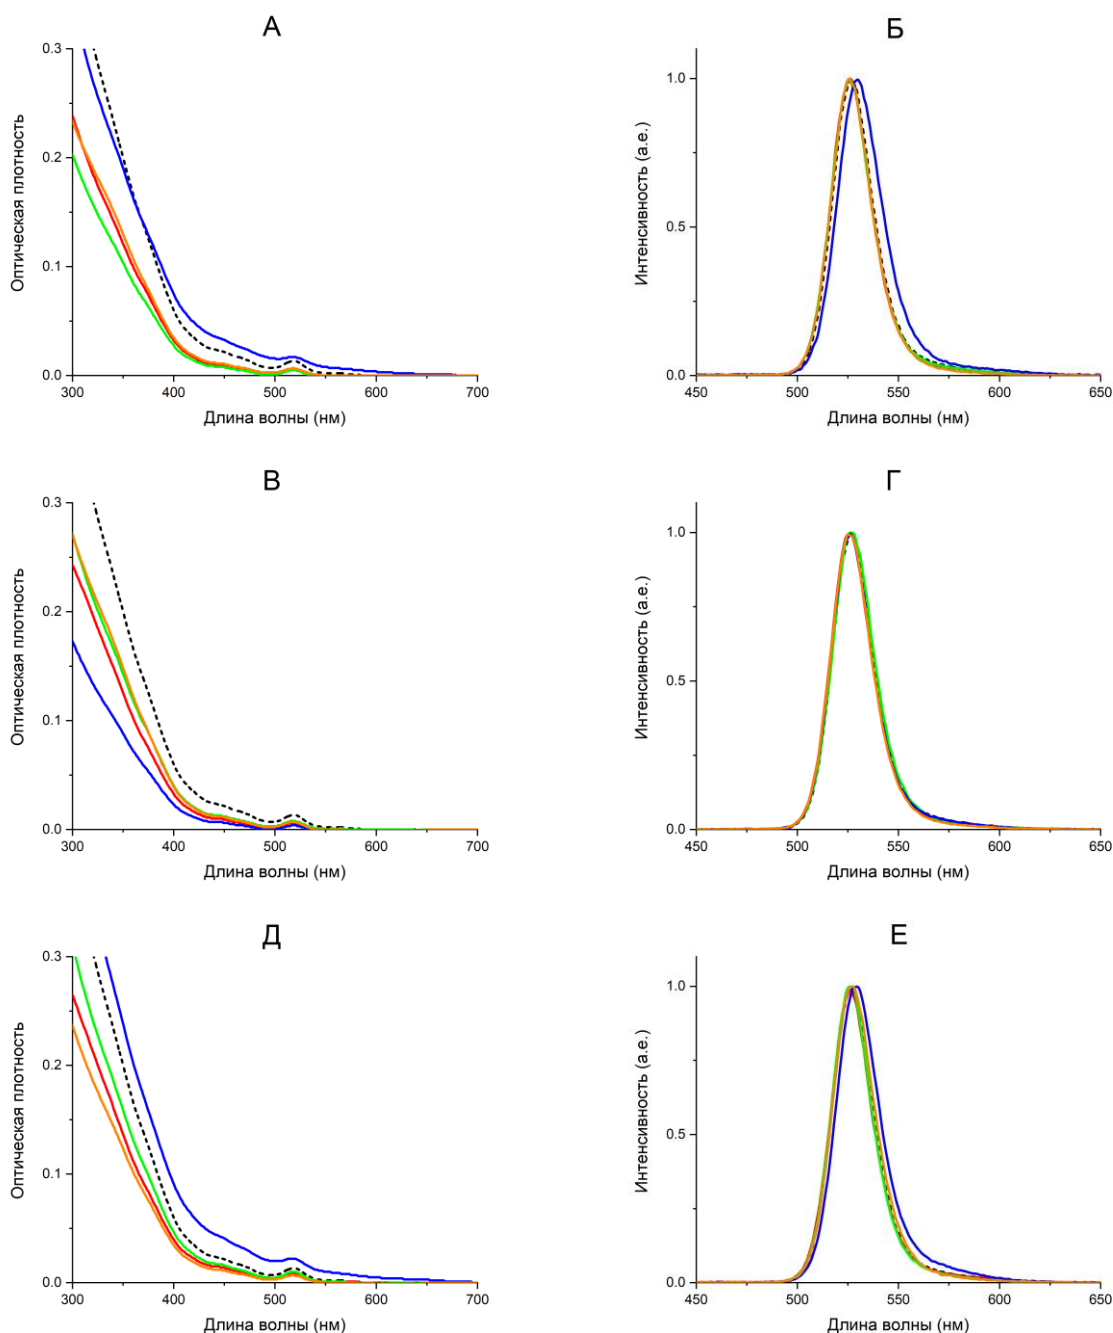 А
Оптическая плотность
0.3
0.2
0.1
0.0
300 400 500 600 700
Длина волны (нм)
Б
Интенсивность (a.e.)
1.0
0.5
0.0
450 500 550 600 650
Длина волны (нм)
В
Оптическая плотность
0.3
0.2
0.1
0.0
300 400 500 600 700
Длина волны (нм)
Г
Интенсивность (a.e.)
1.0
0.5
0.0
450 500 550 600 650
Длина волны (нм)
Д
Оптическая плотность
0.3
0.2
0.1
0.0
300 400 500 600 700
Длина волны (нм)
Е
Интенсивность (a.e.)
1.0
0.5
0.0
450 500 550 600 650
Длина волны (нм)